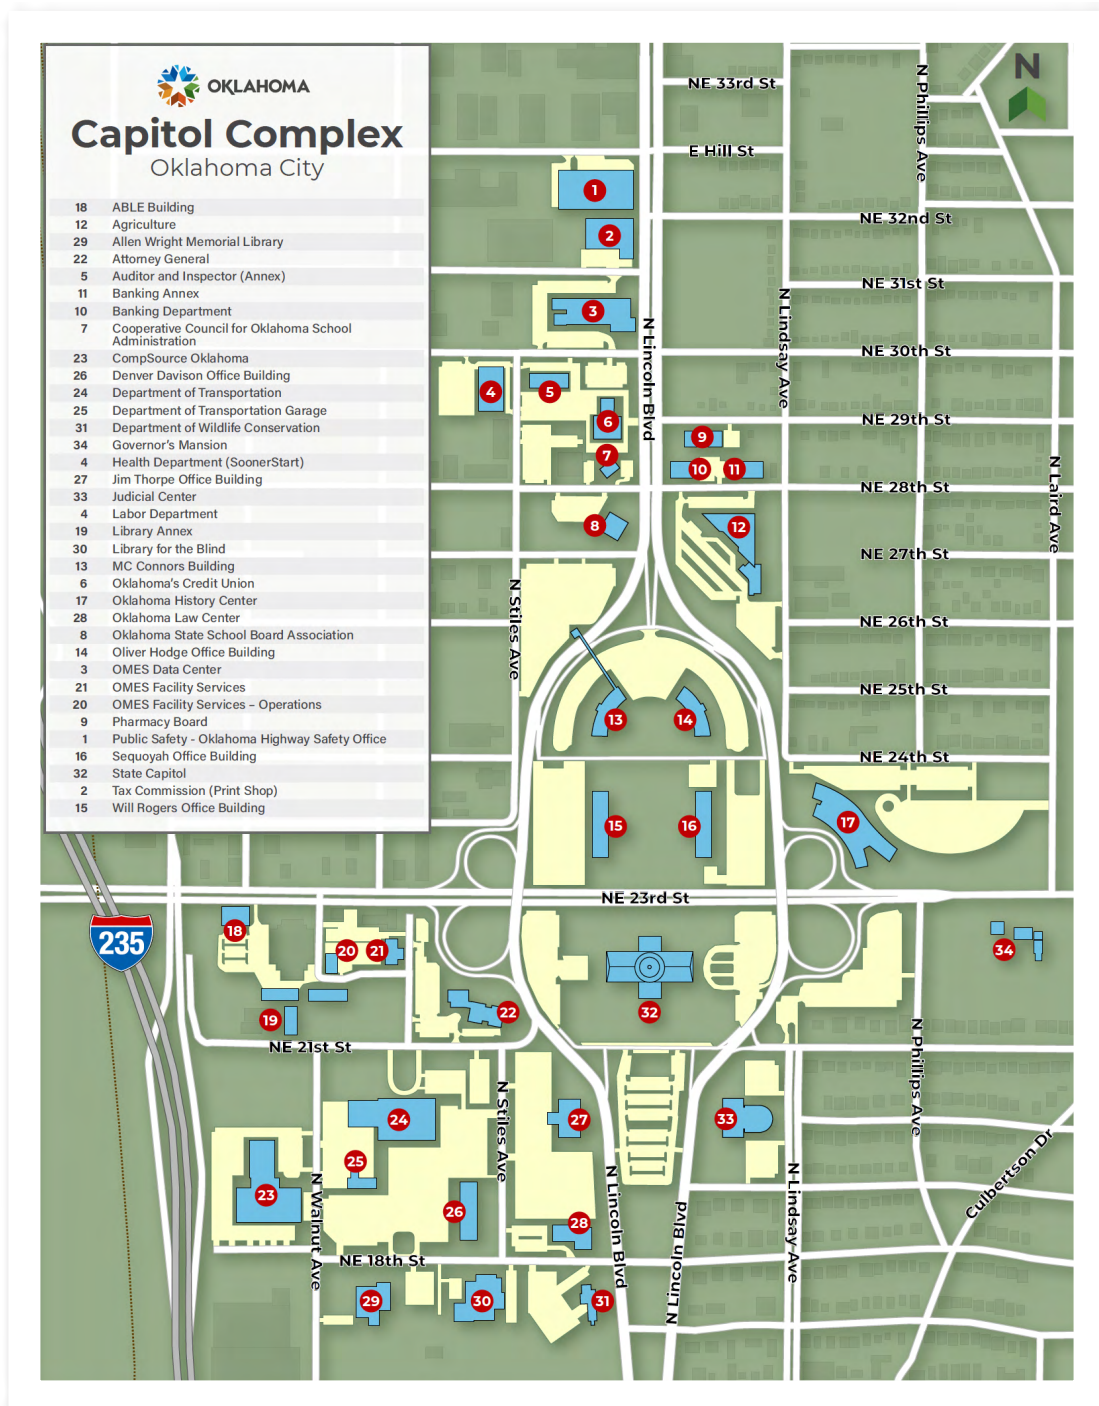 OKLAHOMA
Capitol Complex
Oklahoma City
18 ABLE Building
12 Agriculture
29 Allen Wright Memorial Library
22 Attorney General
5 Auditor and Inspector (Annex)
11 Banking Annex
10 Banking Department
7 Cooperative Council for Oklahoma School
Administration
23 CompSource Oklahoma
26 Denver Davison Office Building
24 Department of Transportation
25 Department of Transportation Garage
31 Department of Wildlife Conservation
34 Governor's Mansion
4 Health Department (SoonerStart)
27 Jim Thorpe Office Building
33 Judicial Center
4 Labor Department
19 Library Annex
30 Library for the Blind
13 MC Connors Building
6 Oklahoma's Credit Union
17 Oklahoma History Center
28 Oklahoma Law Center
8 Oklahoma State School Board Association
14 Oliver Hodge Office Building
3 OMES Data Center
21 OMES Facility Services
20 OMES Facility Services – Operations
9 Pharmacy Board
1 Public Safety - Oklahoma Highway Safety Office
16 Sequoyah Office Building
32 State Capitol
2 Tax Commission (Print Shop)
15 Will Rogers Office Building
N
NE 33rd St
N Phillips Ave
E Hill St
1
NE 32nd St
2
NE 31st St
3
N Lincoln Blvd
N Lindsay Ave
NE 30th St
4
5
6
NE 29th St
9
7
10
11
NE 28th St
N Laird Ave
8
12
NE 27th St
N Stiles Ave
NE 26th St
NE 25th St
13
14
NE 24th St
15
16
17
NE 23rd St
235
18
20
21
34
22
32
19
NE 21st St
N Phillips Ave
N Stiles Ave
24
27
33
25
Culbertson Dr
23
N Walnut Ave
26
28
N Lincoln Blvd
N Lincoln Blvd
N Lindsay Ave
NE 18th St
29
30
31